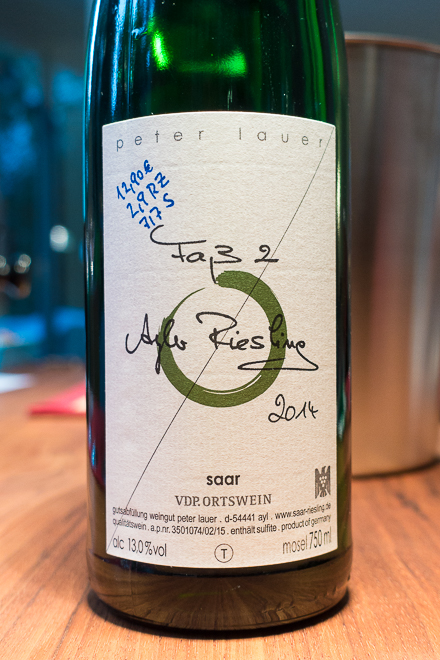 peter lauer
12,90€
2,9 RZ
7,7 S
Faß 2
Ayler Riesling
2014
saar
VDP.ORTSWEIN
gutsabfüllung weingut peter lauer . d-54441 ayl . www.saar-riesling.de
qualitätswein . a.p.nr. 3501074/02/15 . enthält sulfite . product of germany
alc 13,0%vol T mosel 750 ml